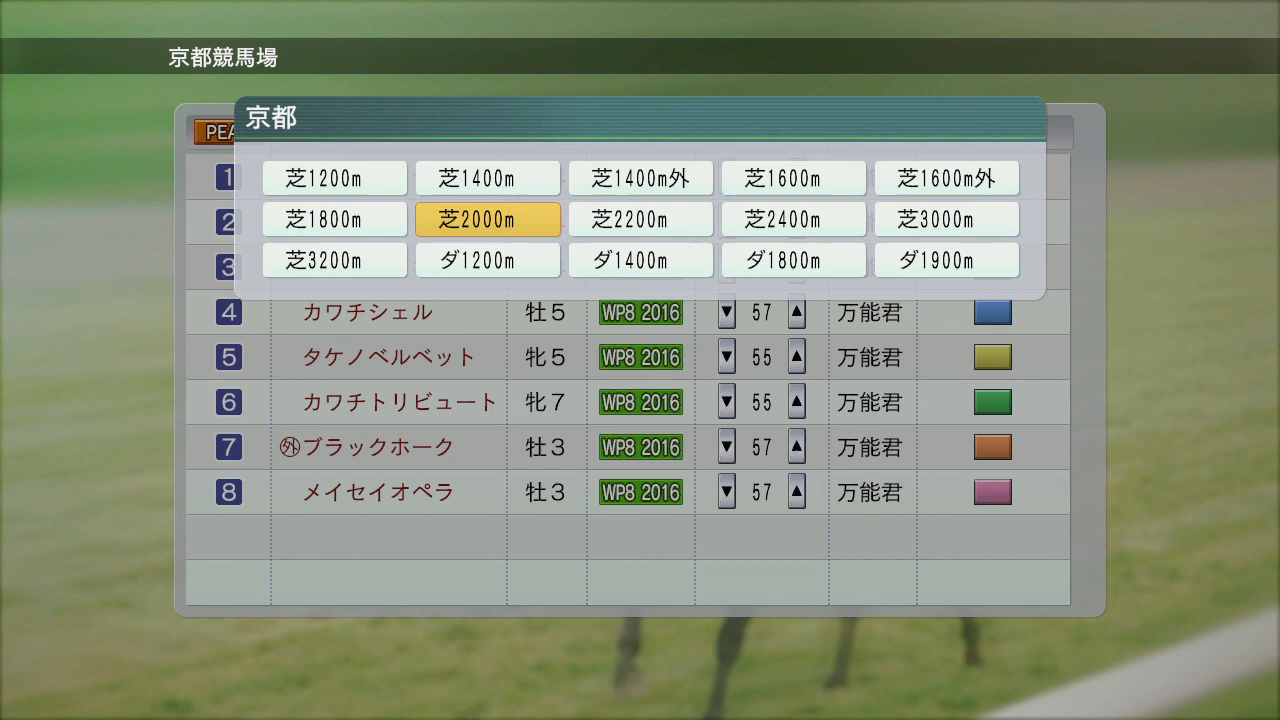 京都競馬場
京都
PEA
1 芝1200m 芝1400m 芝1400m外 芝1600m 芝1600m外
2 芝1800m 芝2000m 芝2200m 芝2400m 芝3000m
3 芝3200m ダ1200m ダ1400m ダ1800m ダ1900m
4 カワチシェル 牡5 WP8 2016 ▼ 57 ▲ 万能君
5 タケノベルベット 牝5 WP8 2016 ▼ 55 ▲ 万能君
6 カワチトリビュート 牝7 WP8 2016 ▼ 55 ▲ 万能君
7 ㊕ブラックホーク 牡3 WP8 2016 ▼ 57 ▲ 万能君
8 メイセイオペラ 牡3 WP8 2016 ▼ 57 ▲ 万能君